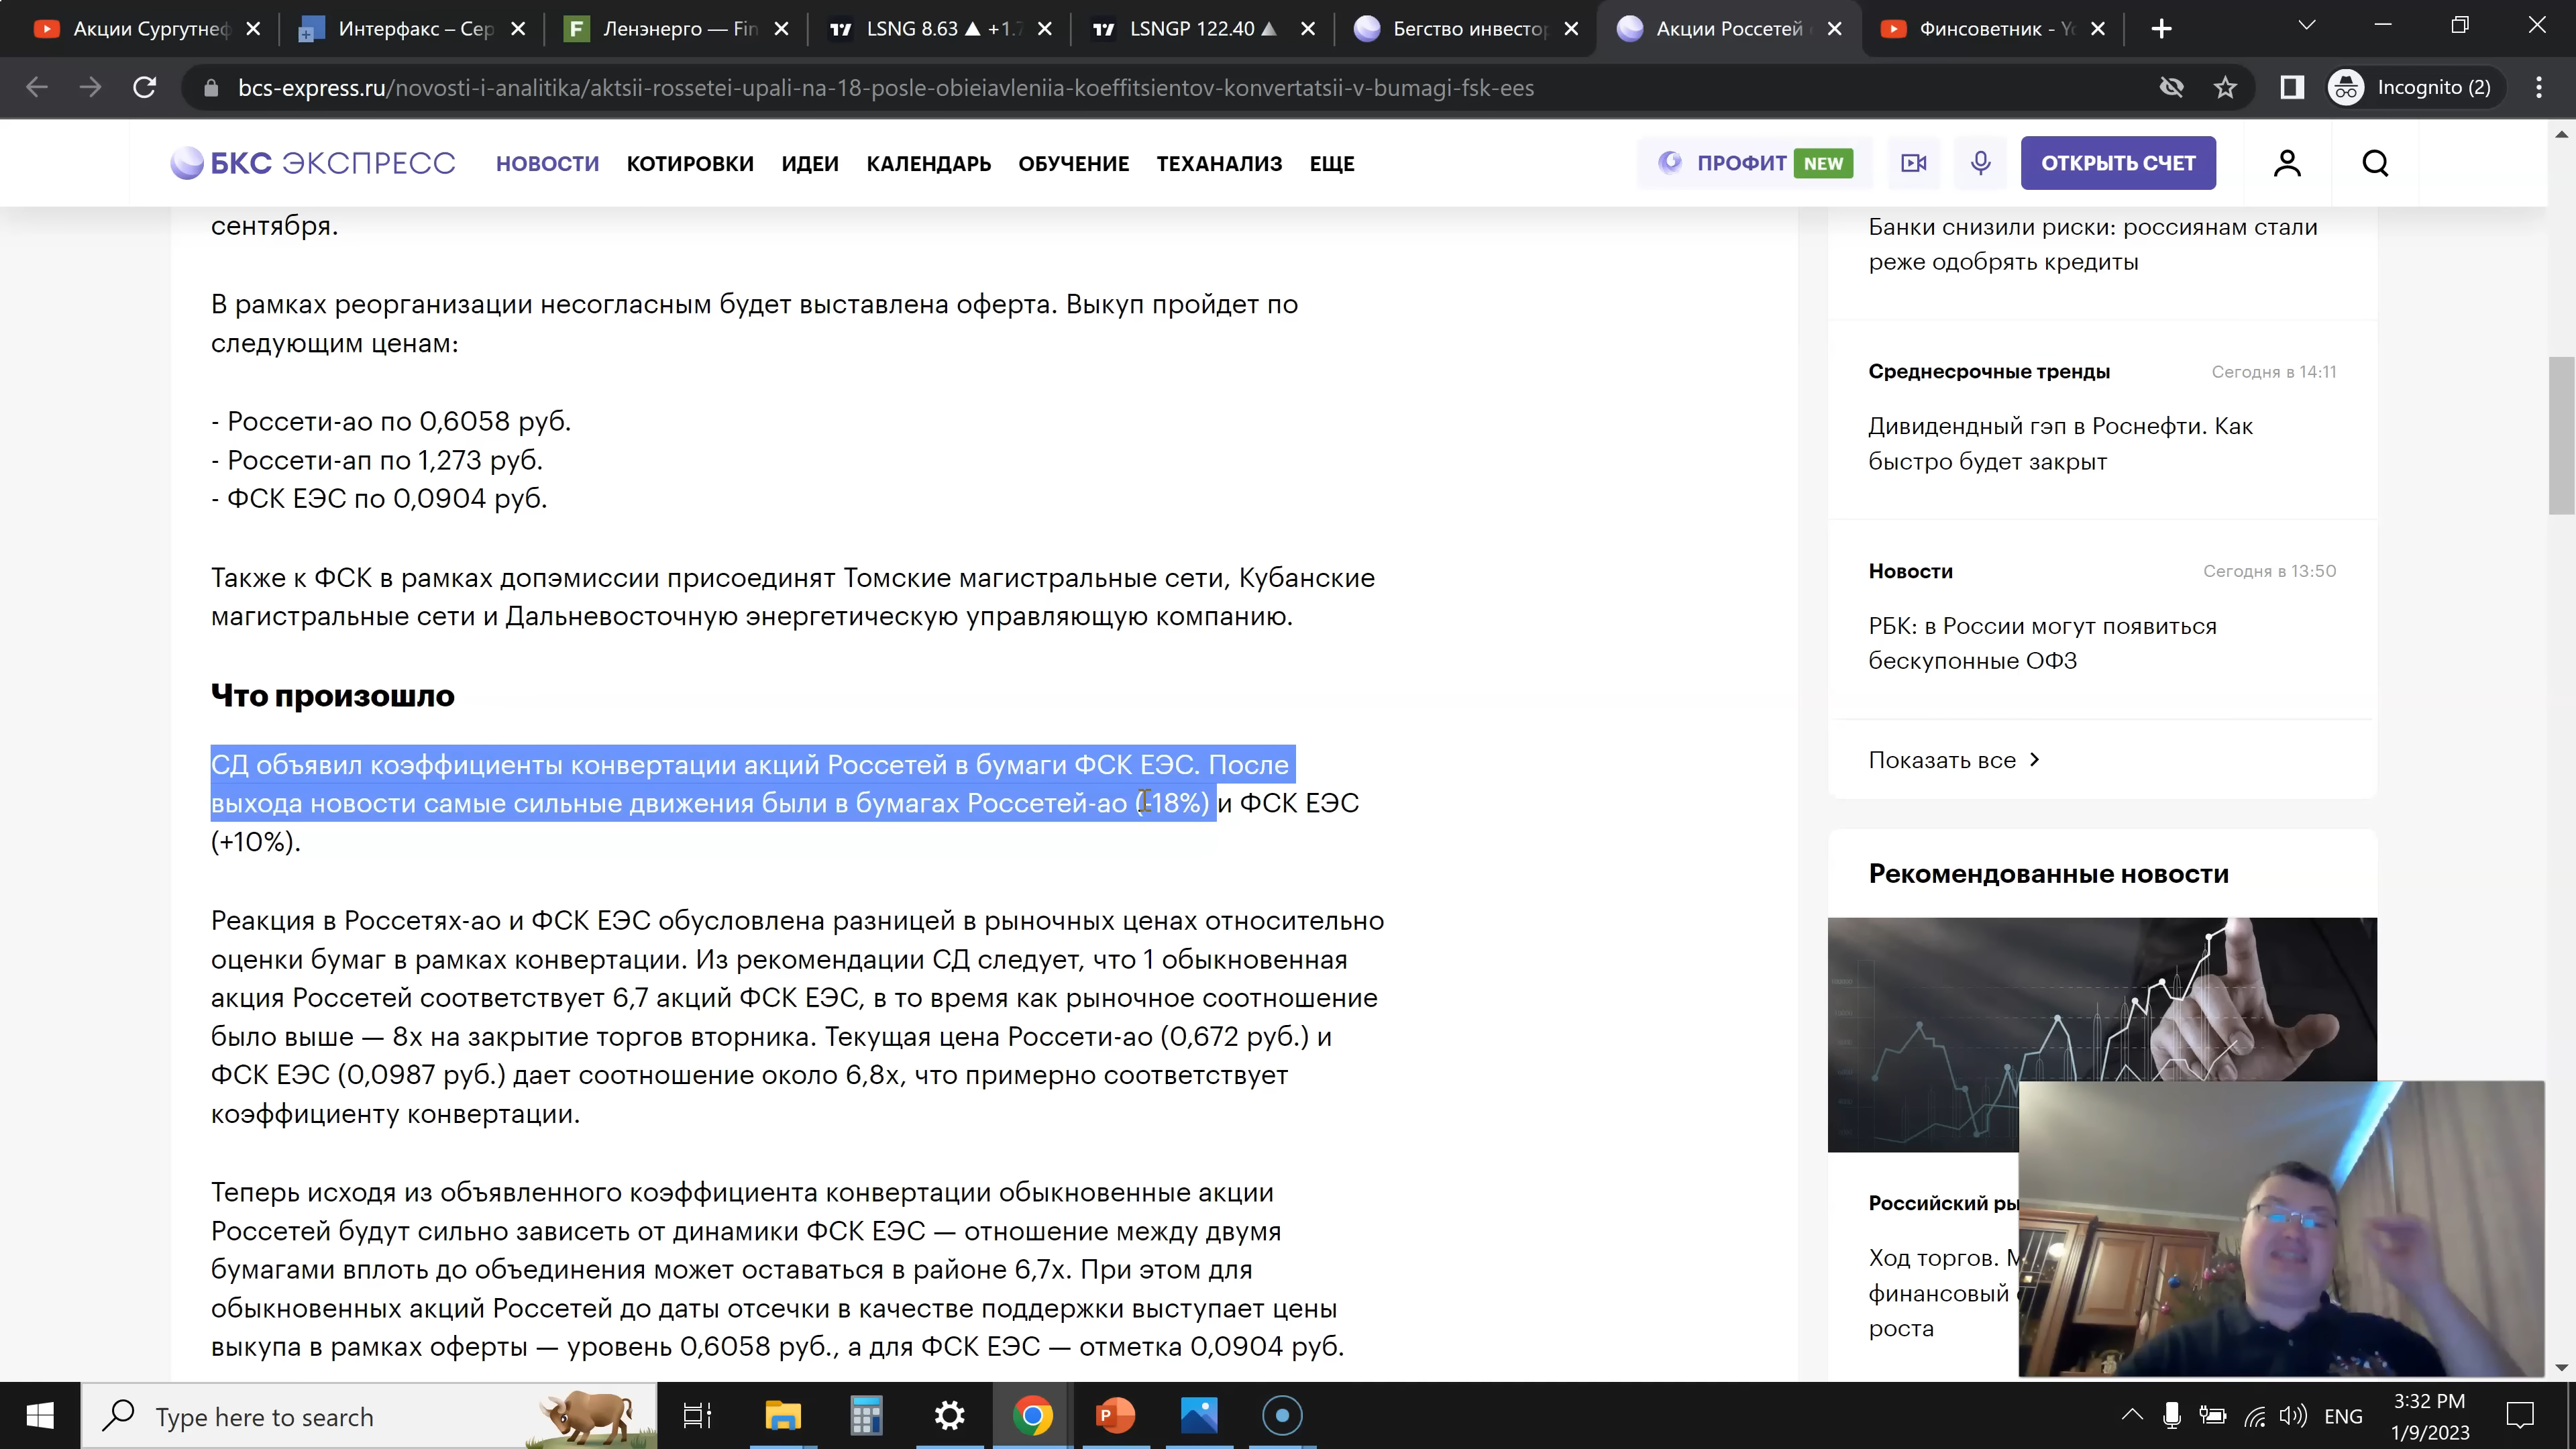 Акции Сургутнеф
Интерфакс – Сер
Ленэнерго — Fin
LSNG 8.63 ▲ +1.7
LSNGP 122.40 ▲
Бегство инвестор
Акции Россетей
Финсоветник - Yo
bcs-express.ru/novosti-i-analitika/aktsii-rossetei-upali-na-18-posle-obieiavleniia-koeffitsientov-konvertatsii-v-bumagi-fsk-ees
Incognito (2)
БКС ЭКСПРЕСС
НОВОСТИ
КОТИРОВКИ
ИДЕИ
КАЛЕНДАРЬ
ОБУЧЕНИЕ
ТЕХАНАЛИЗ
ЕЩЕ
ПРОФИТ NEW
ОТКРЫТЬ СЧЕТ
сентября.
В рамках реорганизации несогласным будет выставлена оферта. Выкуп пройдет по
следующим ценам:
- Россети-ао по 0,6058 руб.
- Россети-ап по 1,273 руб.
- ФСК ЕЭС по 0,0904 руб.
Также к ФСК в рамках допэмиссии присоединят Томские магистральные сети, Кубанские
магистральные сети и Дальневосточную энергетическую управляющую компанию.
Что произошло
СД объявил коэффициенты конвертации акций Россетей в бумаги ФСК ЕЭС. После
выхода новости самые сильные движения были в бумагах Россетей-ао (-18%) и ФСК ЕЭС
(+10%).
Реакция в Россетях-ао и ФСК ЕЭС обусловлена разницей в рыночных ценах относительно
оценки бумаг в рамках конвертации. Из рекомендации СД следует, что 1 обыкновенная
акция Россетей соответствует 6,7 акций ФСК ЕЭС, в то время как рыночное соотношение
было выше — 8х на закрытие торгов вторника. Текущая цена Россети-ао (0,672 руб.) и
ФСК ЕЭС (0,0987 руб.) дает соотношение около 6,8х, что примерно соответствует
коэффициенту конвертации.
Теперь исходя из объявленного коэффициента конвертации обыкновенные акции
Россетей будут сильно зависеть от динамики ФСК ЕЭС — отношение между двумя
бумагами вплоть до объединения может оставаться в районе 6,7х. При этом для
обыкновенных акций Россетей до даты отсечки в качестве поддержки выступает цены
выкупа в рамках оферты — уровень 0,6058 руб., а для ФСК ЕЭС — отметка 0,0904 руб.
Банки снизили риски: россиянам стали
реже одобрять кредиты
Среднесрочные тренды
Сегодня в 14:11
Дивидендный гэп в Роснефти. Как
быстро будет закрыт
Новости
Сегодня в 13:50
РБК: в России могут появиться
бескупонные ОФЗ
Показать все
Рекомендованные новости
Российский ры
Ход торгов.
финансовый
роста
Type here to search
ENG
3:32 PM
1/9/2023